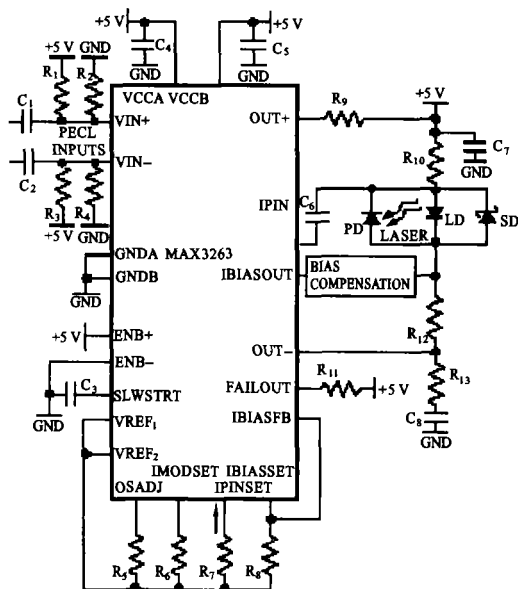 +5 V C4 +5 V C5
+5 V GND GND GND
R1 R2 VCCA VCCB +5 V
C1 VIN+ OUT+ R9
PECL C7
INPUTS R10 GND
VIN−
C2
R3 R4 IPIN C6
+5 V GND PD LD SD
LASER
GNDA MAX3263
GNDB IBIASOUT BIAS
COMPENSATION
GND
R12
+5 V ENB+
ENB− OUT−
R11 R13
C3 SLWSTRT FAILOUT +5 V
GND VREF1 IBIASFB C8
GND
VREF2
IMODSET IBIASSET
OSADJ IPINSET
R5 R6 R7 R8